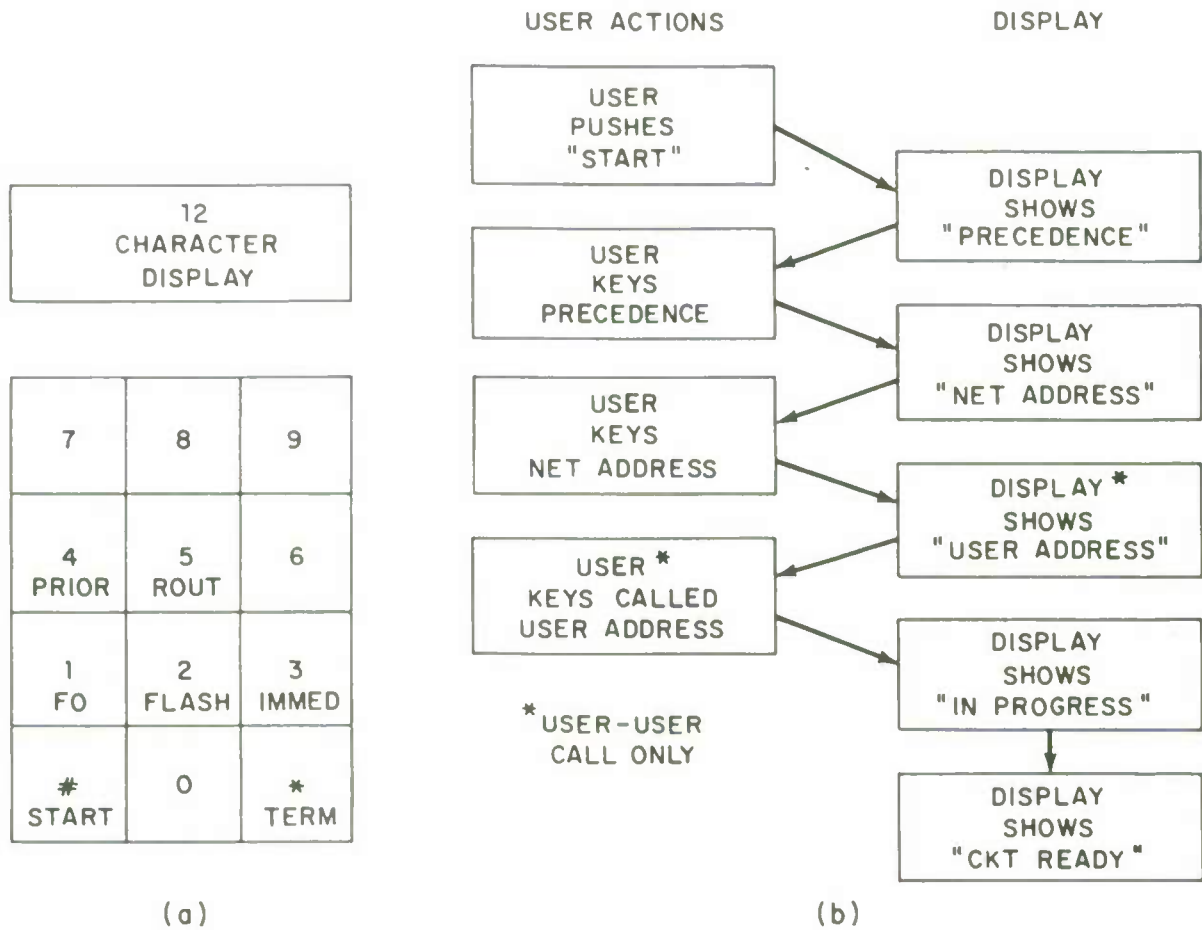 12
CHARACTER
DISPLAY
7 8 9
4 5 6
PRIOR ROUT
1 2 3
FO FLASH IMMED
# 0 *
START TERM
(a)
USER ACTIONS DISPLAY
USER
PUSHES
"START"
DISPLAY
SHOWS
"PRECEDENCE"
USER
KEYS
PRECEDENCE
DISPLAY
SHOWS
"NET ADDRESS"
USER
KEYS
NET ADDRESS
DISPLAY*
SHOWS
"USER ADDRESS"
USER*
KEYS CALLED
USER ADDRESS
DISPLAY
SHOWS
"IN PROGRESS"
*USER-USER
CALL ONLY
DISPLAY
SHOWS
"CKT READY"
(b)